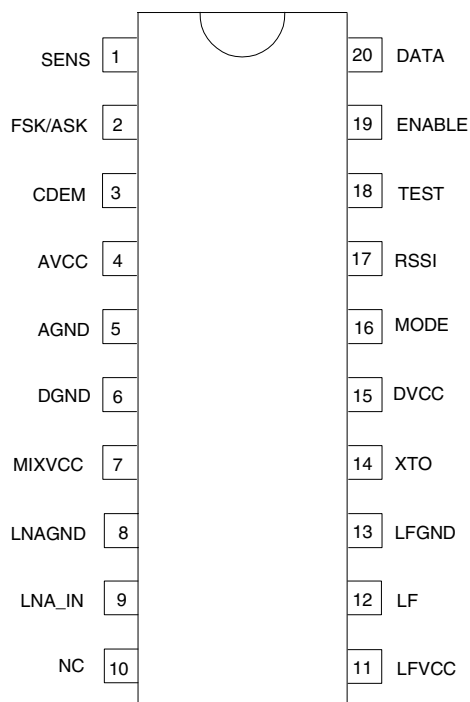 SENS 1 20 DATA
FSK/ASK 2 19 ENABLE
CDEM 3 18 TEST
AVCC 4 17 RSSI
AGND 5 16 MODE
DGND 6 15 DVCC
MIXVCC 7 14 XTO
LNAGND 8 13 LFGND
LNA_IN 9 12 LF
NC 10 11 LFVCC